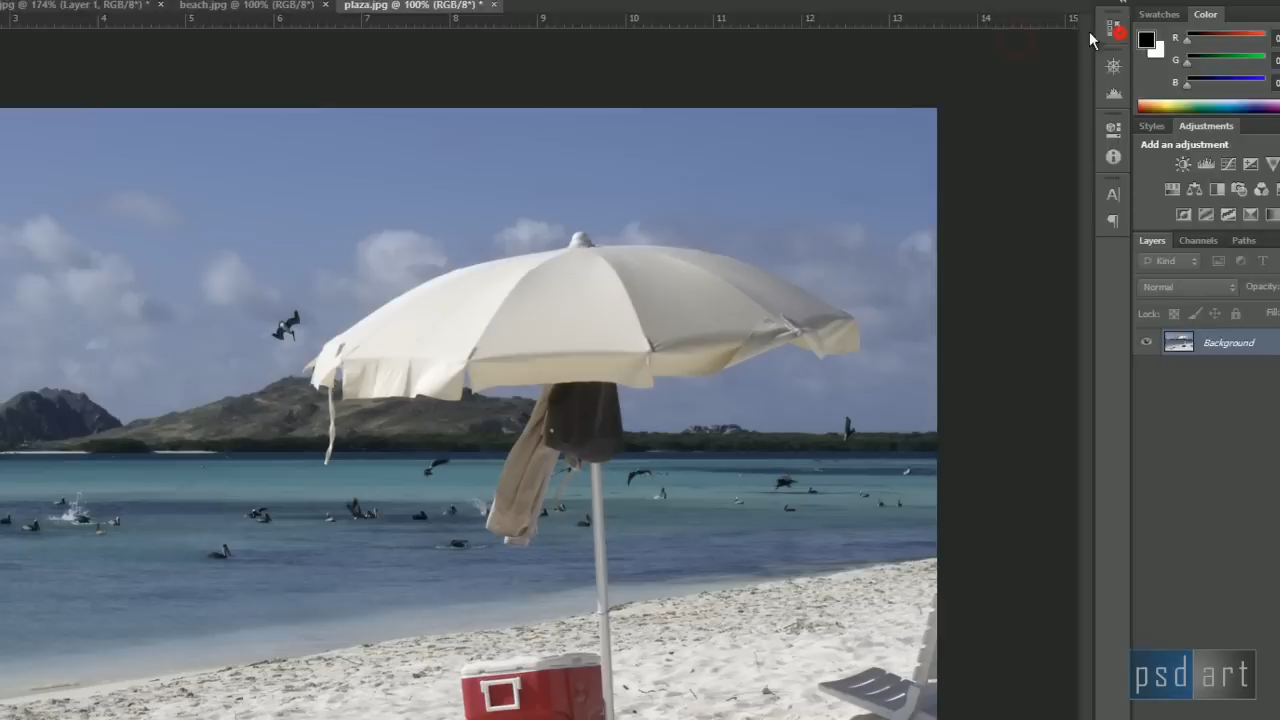 jpg @ 174% (Layer 1, RGB/8*) * ×
beach.jpg @ 100% (RGB/8*) ×
plaza.jpg @ 100% (RGB/8*) * ×
3 4 5 6 7 8 9 10 11 12 13 14 15
Swatches Color
R
G
B
Styles Adjustments
Add an adjustment
Layers Channels Paths
Kind
Normal Opacity:
Lock: Fill:
Background
psd art